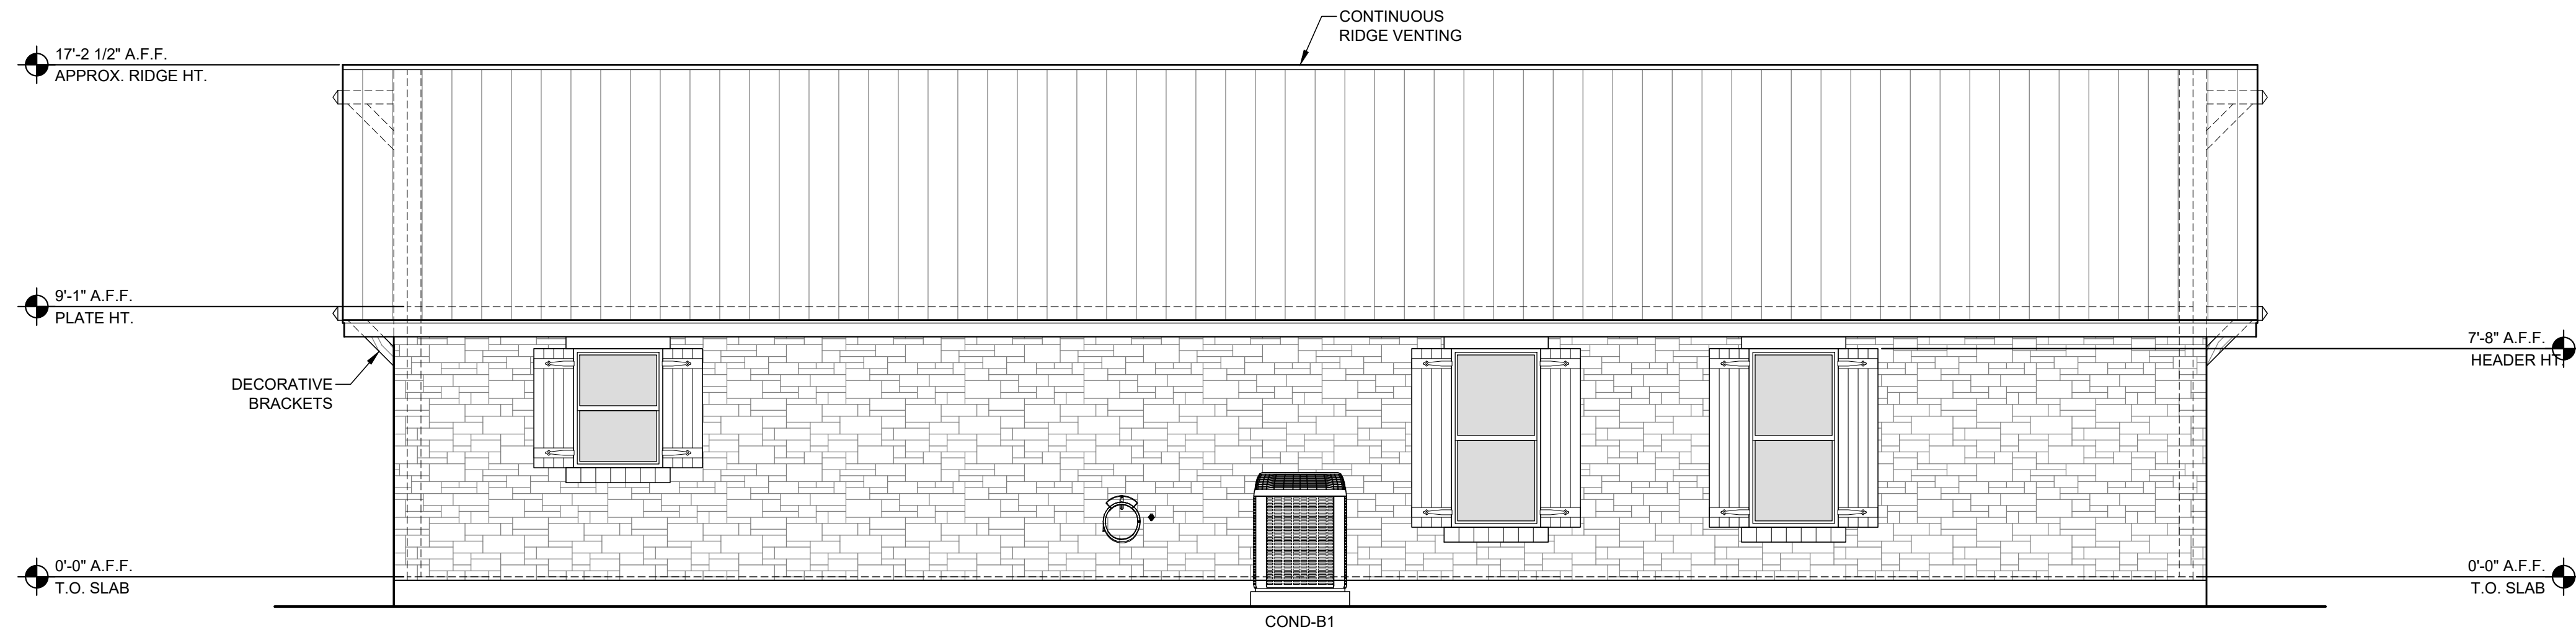 CONTINUOUS
RIDGE VENTING
17'-2 1/2" A.F.F.
APPROX. RIDGE HT.
9'-1" A.F.F.
PLATE HT.
7'-8" A.F.F.
HEADER HT.
DECORATIVE
BRACKETS
0'-0" A.F.F.
T.O. SLAB
0'-0" A.F.F.
T.O. SLAB
COND-B1